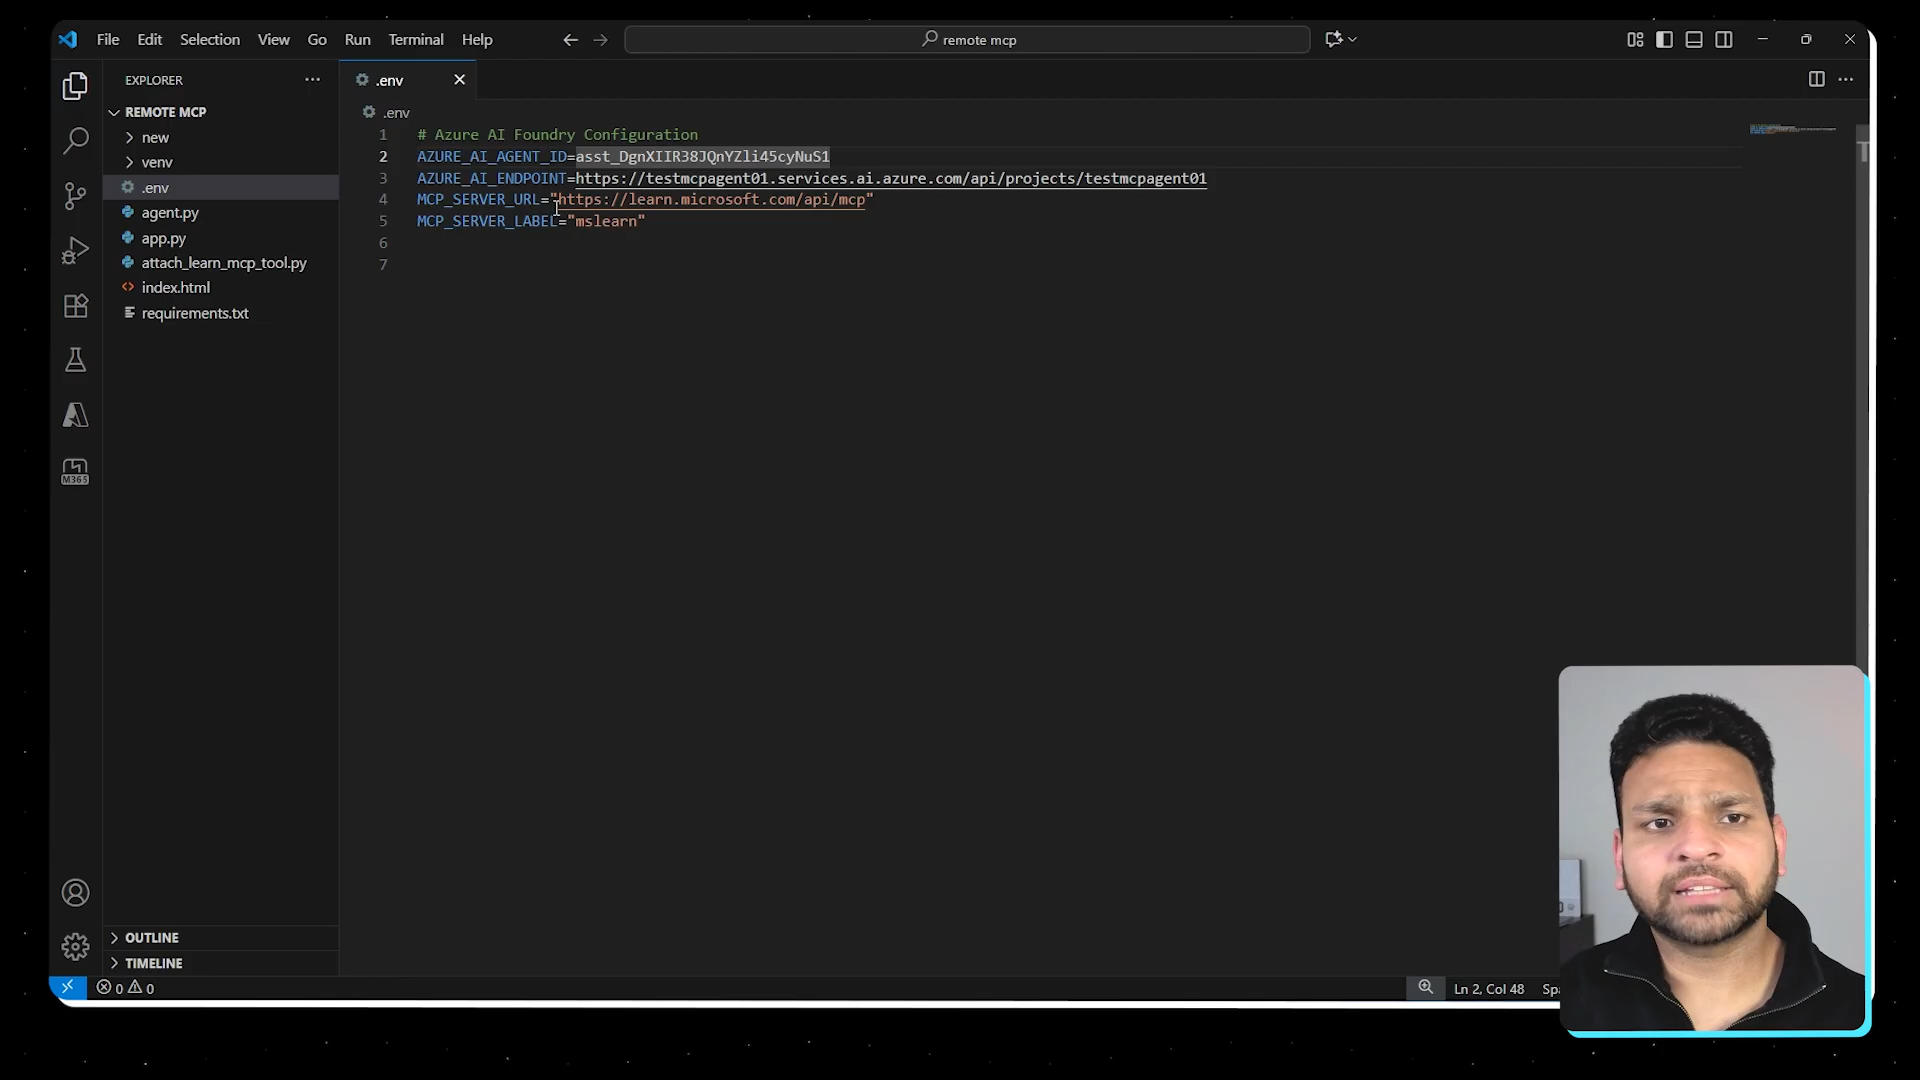 File Edit Selection View Go Run Terminal Help
remote mcp
EXPLORER
.env
REMOTE MCP
new
venv
.env
agent.py
app.py
attach_learn_mcp_tool.py
index.html
requirements.txt
.env
1 # Azure AI Foundry Configuration
2 AZURE_AI_AGENT_ID=asst_DgnXIIR38JQnYZli45cyNuS1
3 AZURE_AI_ENDPOINT=https://testmcpagent01.services.ai.azure.com/api/projects/testmcpagent01
4 MCP_SERVER_URL="https://learn.microsoft.com/api/mcp"
5 MCP_SERVER_LABEL="mslearn"
6
7
M365
OUTLINE
TIMELINE
0 0
Ln 2, Col 48